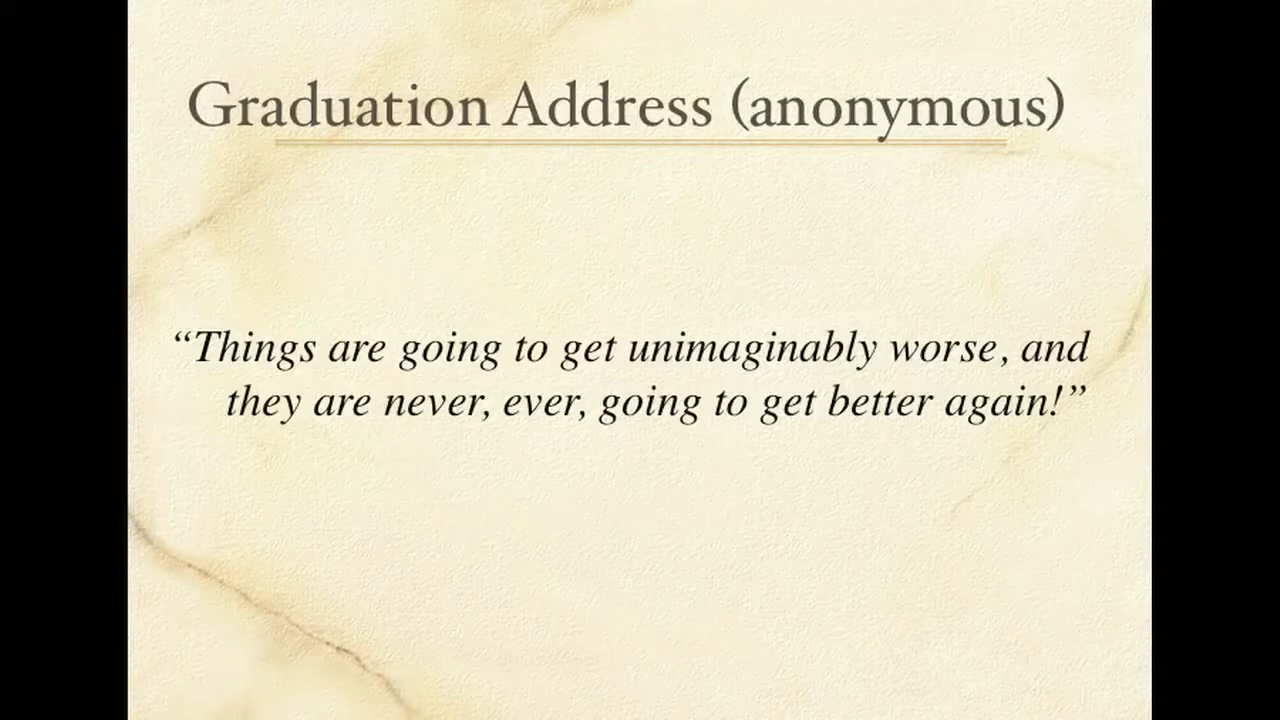 Graduation Address (anonymous)
“Things are going to get unimaginably worse, and
they are never, ever, going to get better again!”